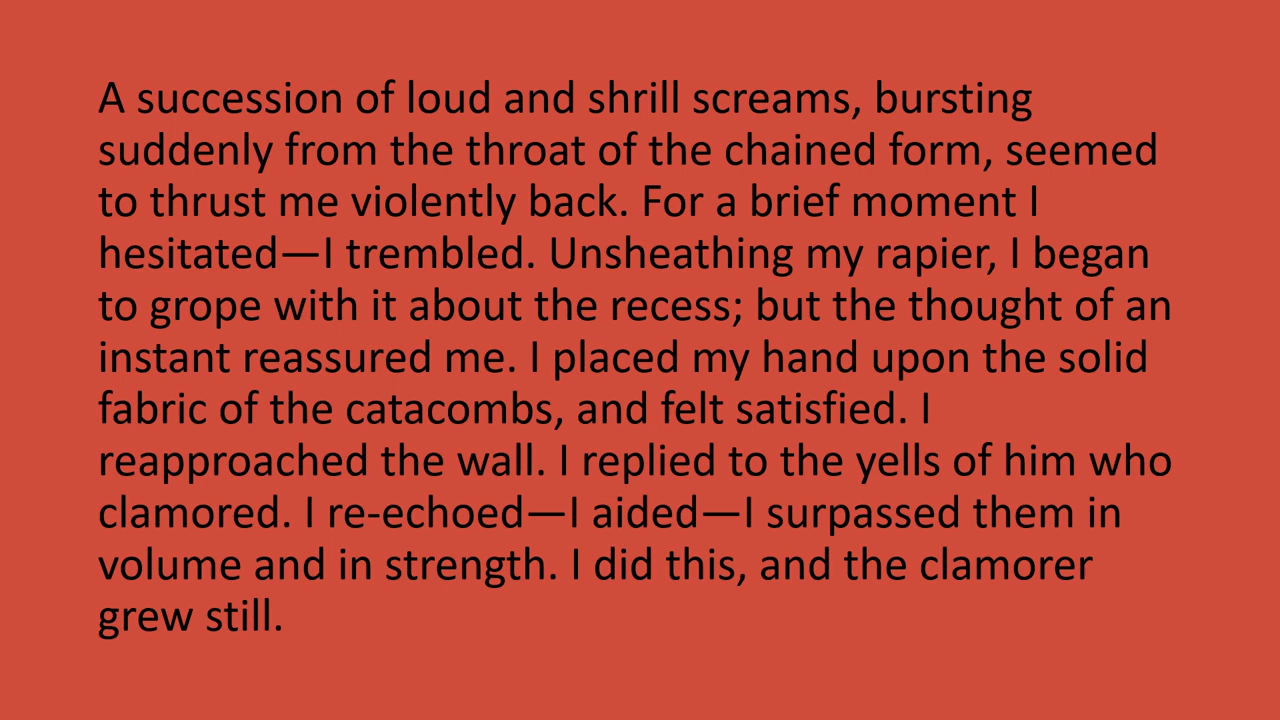 A succession of loud and shrill screams, bursting
suddenly from the throat of the chained form, seemed
to thrust me violently back. For a brief moment I
hesitated—I trembled. Unsheathing my rapier, I began
to grope with it about the recess; but the thought of an
instant reassured me. I placed my hand upon the solid
fabric of the catacombs, and felt satisfied. I
reapproached the wall. I replied to the yells of him who
clamored. I re-echoed—I aided—I surpassed them in
volume and in strength. I did this, and the clamorer
grew still.